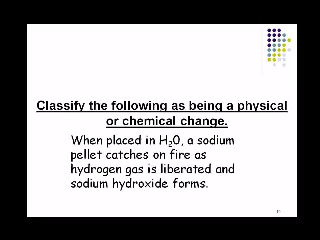 Classify the following as being a physical
or chemical change.
When placed in H₂0, a sodium
pellet catches on fire as
hydrogen gas is liberated and
sodium hydroxide forms.